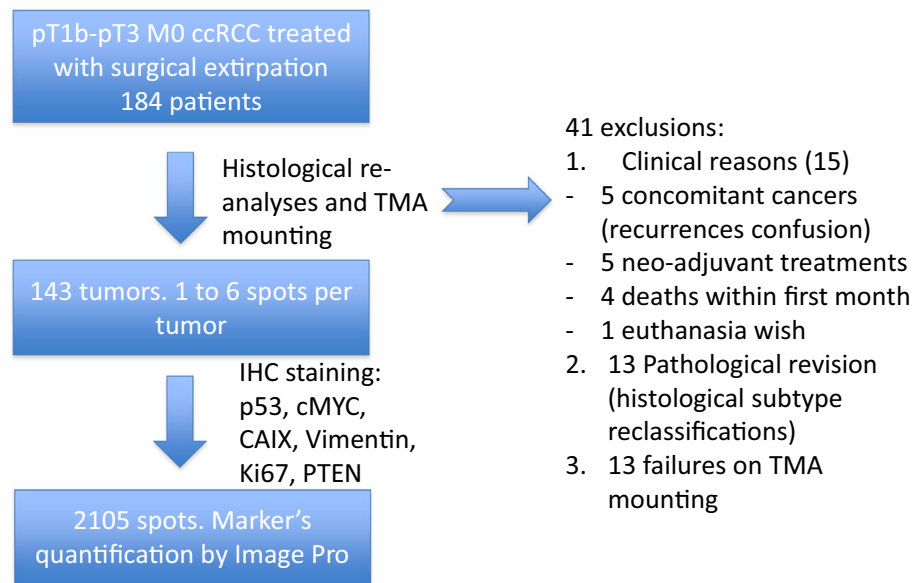 pT1b-pT3 M0 ccRCC treated
with surgical extirpation
184 patients
Histological re-
analyses and TMA
mounting
41 exclusions:
1. Clinical reasons (15)
- 5 concomitant cancers
(recurrences confusion)
- 5 neo-adjuvant treatments
- 4 deaths within first month
- 1 euthanasia wish
2. 13 Pathological revision
(histological subtype
reclassifications)
3. 13 failures on TMA
mounting
143 tumors. 1 to 6 spots per
tumor
IHC staining:
p53, cMYC,
CAIX, Vimentin,
Ki67, PTEN
2105 spots. Marker’s
quantification by Image Pro